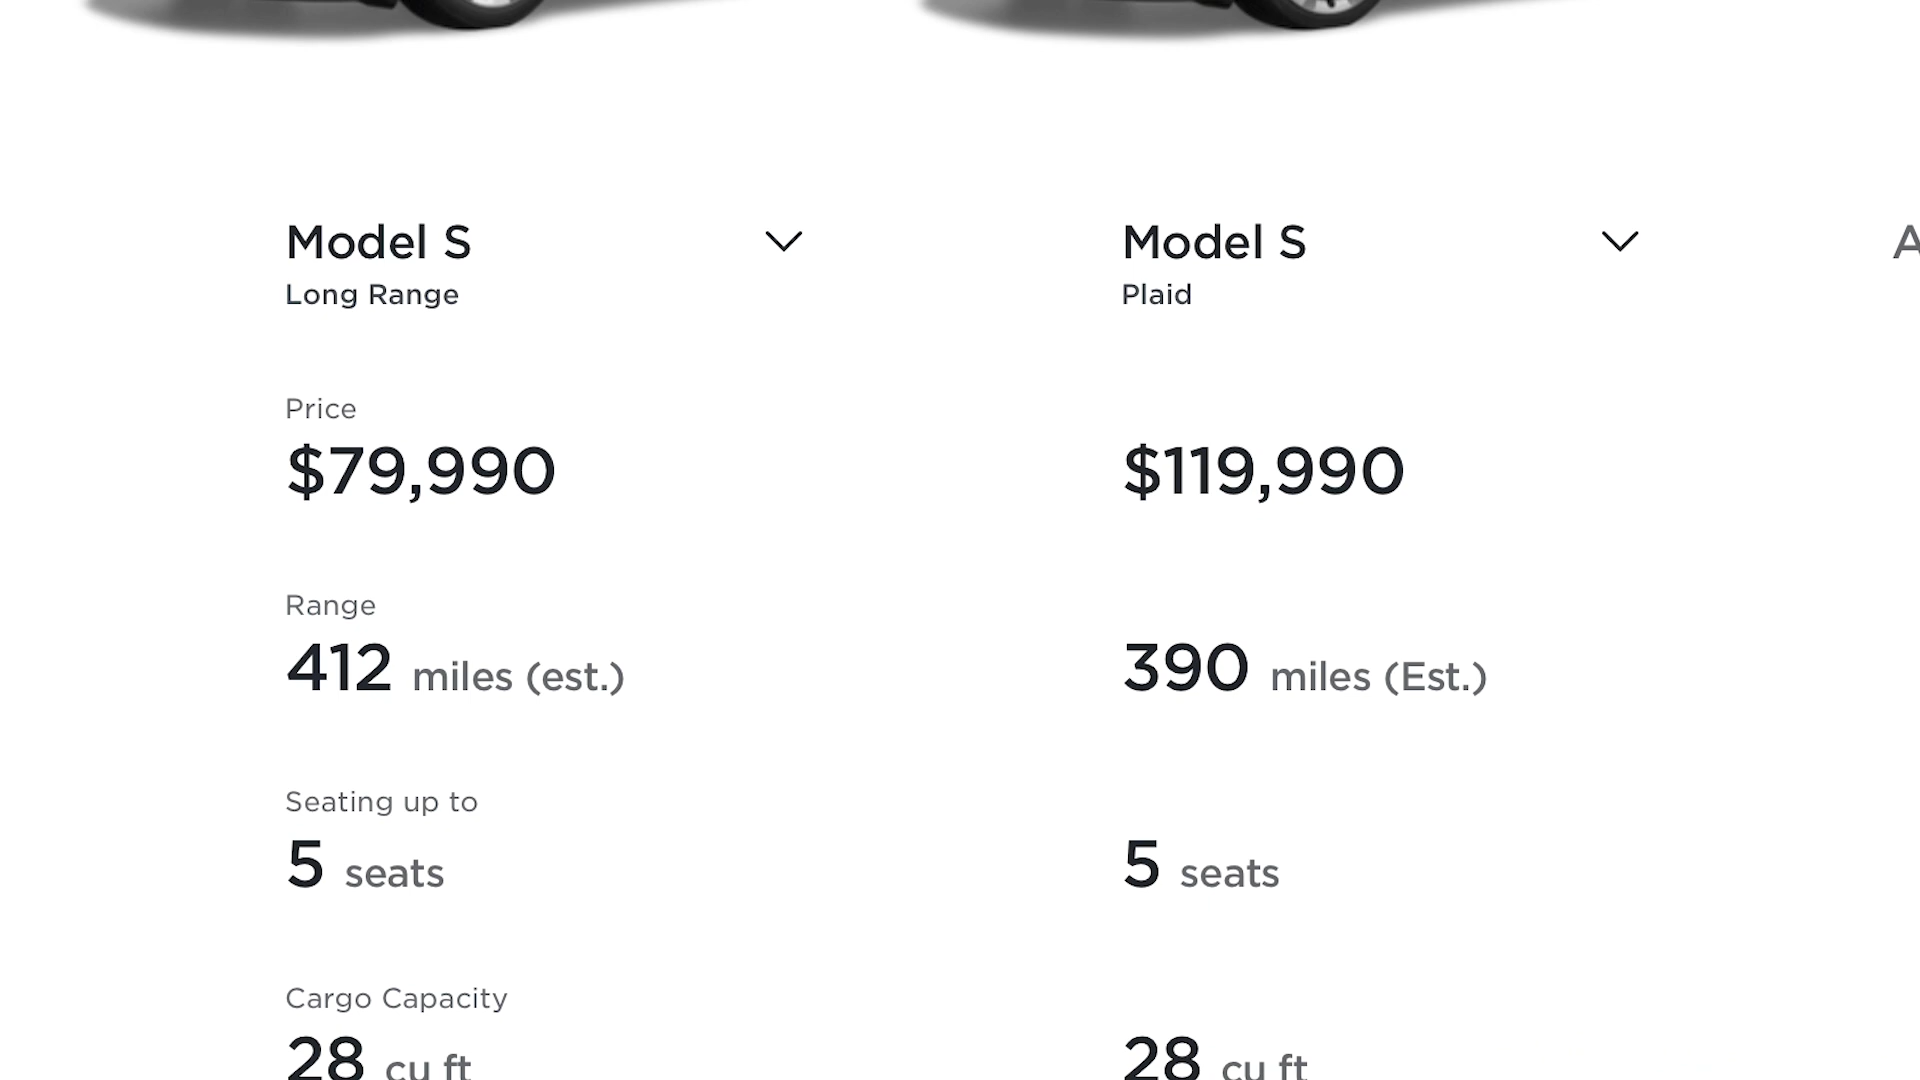 Model S
Long Range
Model S
Plaid
A
Price
$79,990
$119,990
Range
412 miles (est.)
390 miles (Est.)
Seating up to
5 seats
5 seats
Cargo Capacity
28 cu ft
28 cu ft